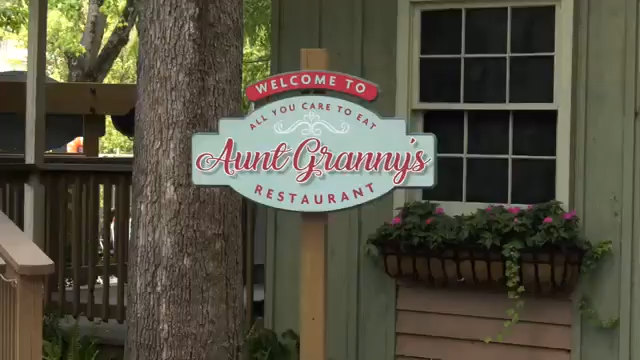 WELCOME TO
ALL YOU CARE TO EAT
Aunt Granny's
RESTAURANT